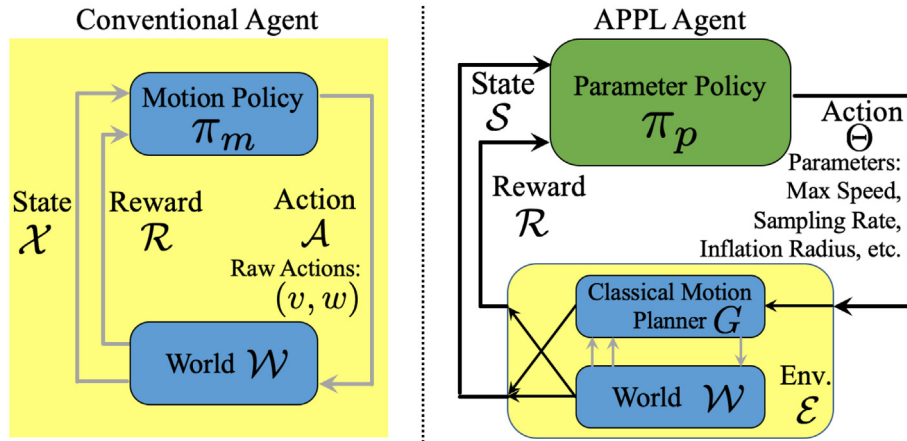 Conventional Agent
Motion Policy
π_m
State
𝒳
Reward
ℛ
Action
𝒜
Raw Actions:
(v, w)
World 𝒲
APPL Agent
State
𝒮
Parameter Policy
π_p
Action
Θ
Parameters:
Max Speed,
Sampling Rate,
Inflation Radius, etc.
Reward
ℛ
Classical Motion
Planner G
World 𝒲
Env.
ℰ